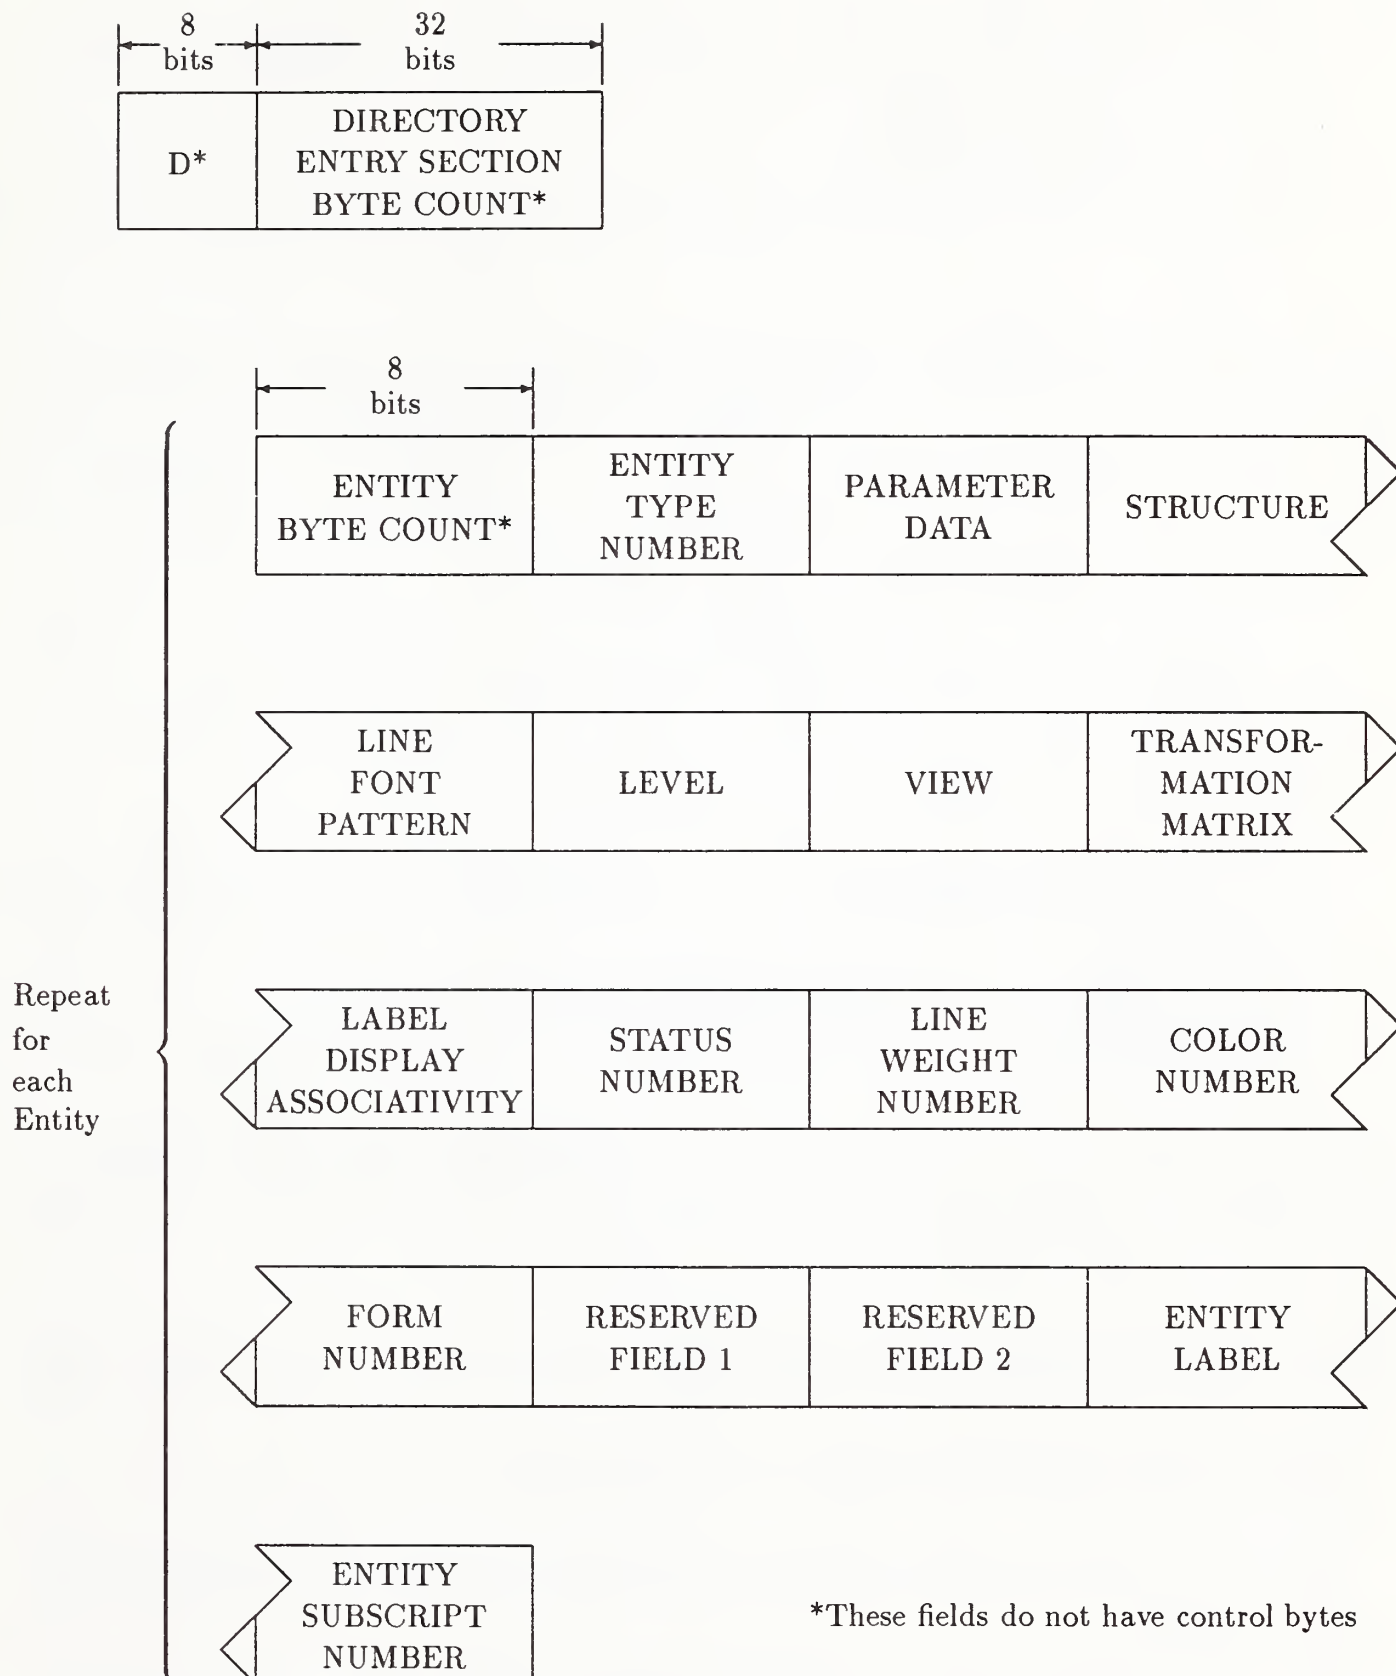 8
bits
32
bits
D*
DIRECTORY
ENTRY SECTION
BYTE COUNT*
8
bits
ENTITY
BYTE COUNT*
ENTITY
TYPE
NUMBER
PARAMETER
DATA
STRUCTURE
LINE
FONT
PATTERN
LEVEL
VIEW
TRANSFOR-
MATION
MATRIX
Repeat
for
each
Entity
LABEL
DISPLAY
ASSOCIATIVITY
STATUS
NUMBER
LINE
WEIGHT
NUMBER
COLOR
NUMBER
FORM
NUMBER
RESERVED
FIELD 1
RESERVED
FIELD 2
ENTITY
LABEL
ENTITY
SUBSCRIPT
NUMBER
*These fields do not have control bytes